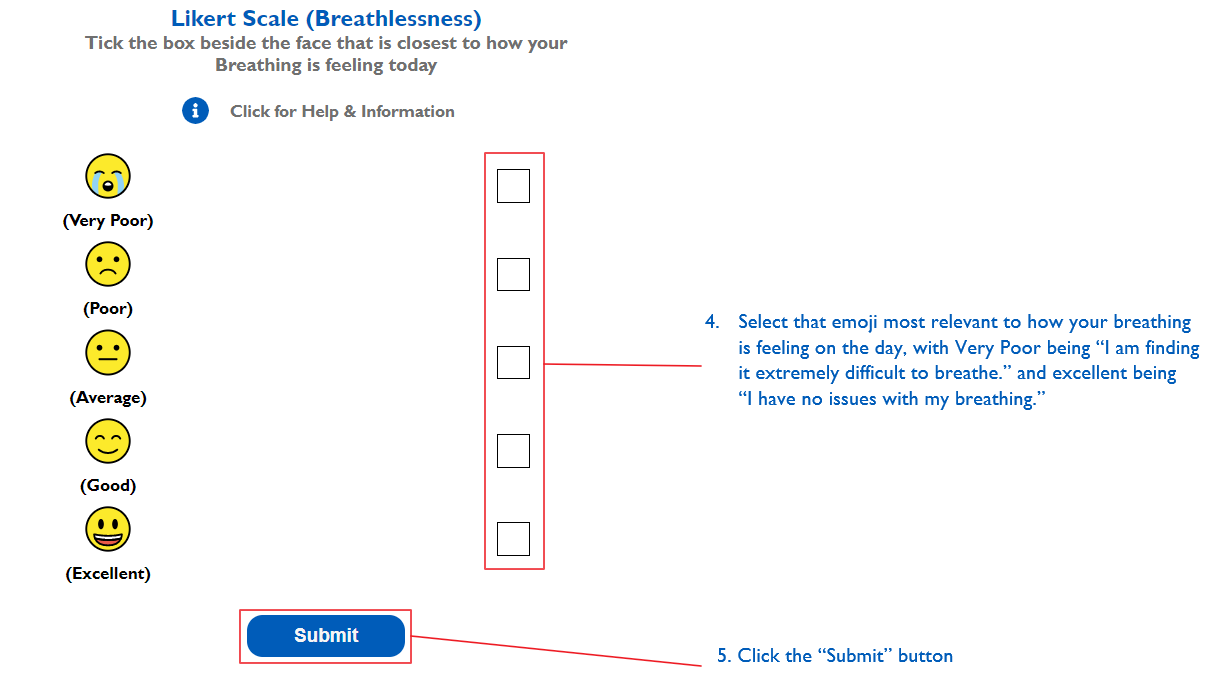 Likert Scale (Breathlessness)
Tick the box beside the face that is closest to how your
Breathing is feeling today
i
Click for Help & Information
(Very Poor)
(Poor)
(Average)
(Good)
(Excellent)
4. Select that emoji most relevant to how your breathing
is feeling on the day, with Very Poor being “I am finding
it extremely difficult to breathe.” and excellent being
“I have no issues with my breathing.”
Submit
5. Click the “Submit” button